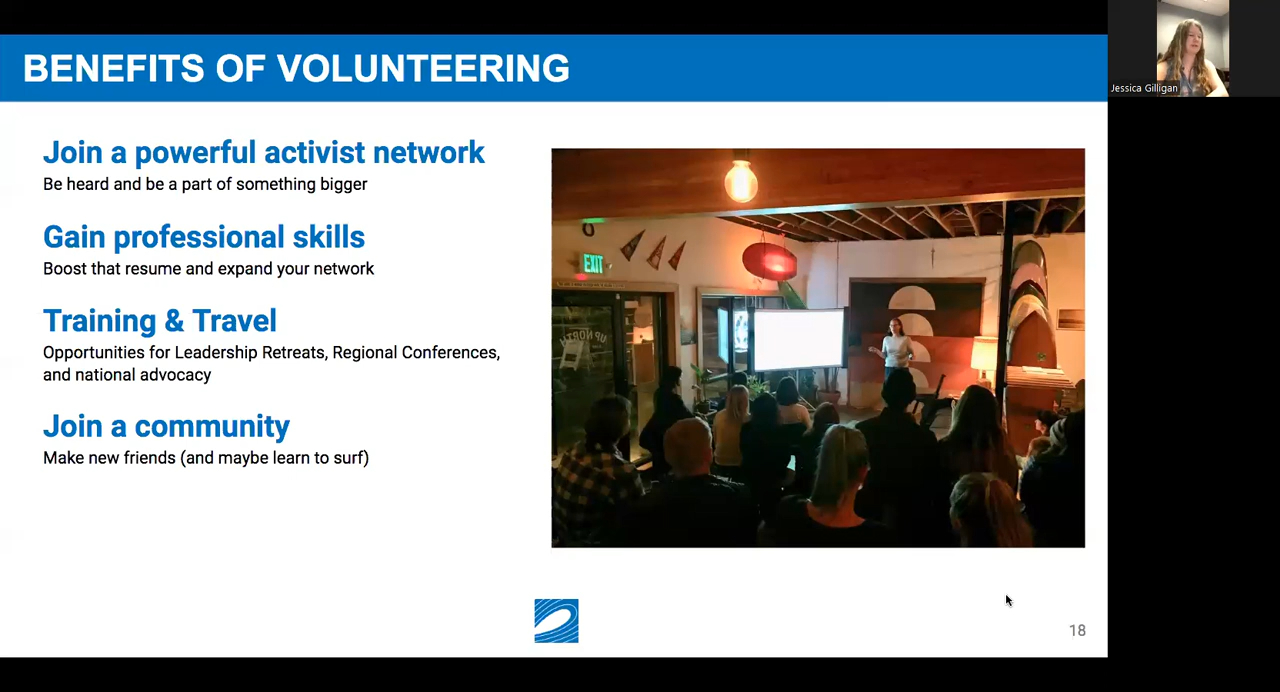 BENEFITS OF VOLUNTEERING
Jessica Gilligan
Join a powerful activist network
Be heard and be a part of something bigger
Gain professional skills
Boost that resume and expand your network
Training & Travel
Opportunities for Leadership Retreats, Regional Conferences,
and national advocacy
Join a community
Make new friends (and maybe learn to surf)
EXIT
UP NORTH
18